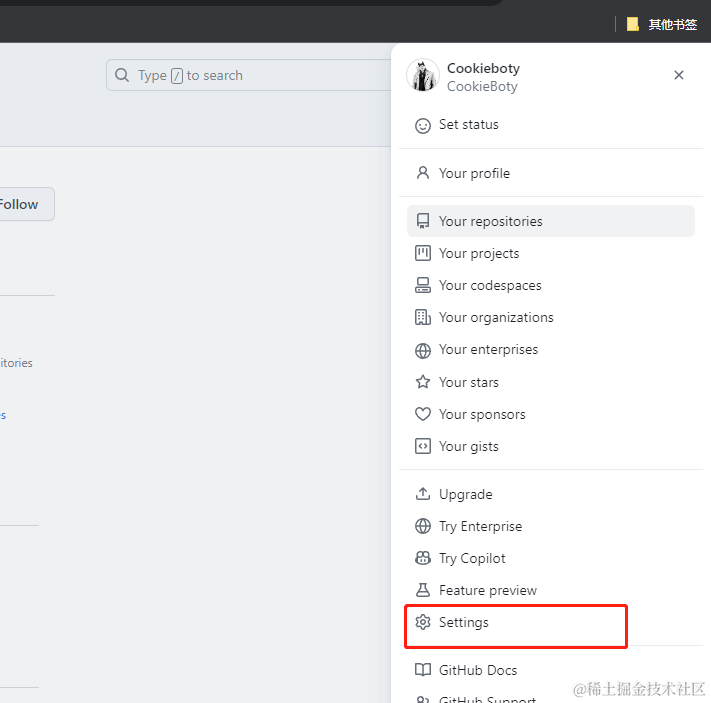 其他书签
Type / to search
Cookieboty
CookieBoty
Set status
Your profile
Follow
Your repositories
Your projects
Your codespaces
Your organizations
Your enterprises
itories
Your stars
Your sponsors
s
Your gists
Upgrade
Try Enterprise
Try Copilot
Feature preview
Settings
GitHub Docs
@稀土掘金技术社区
GitHub Support